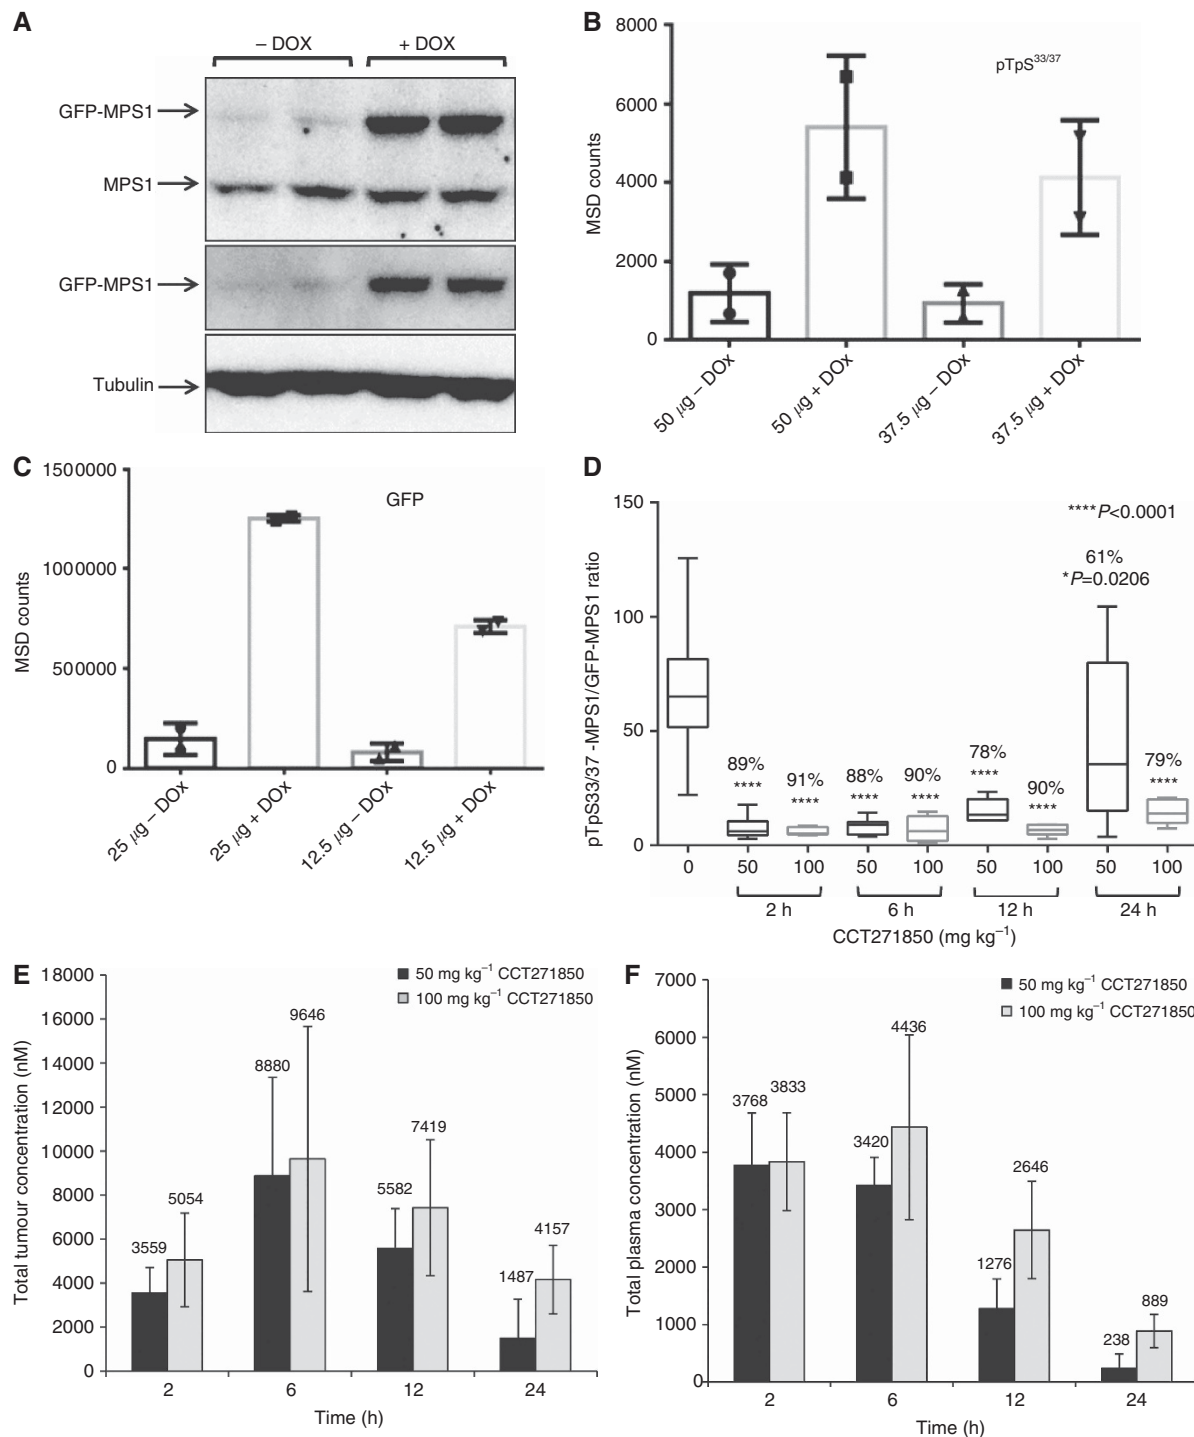 A
– DOX
+ DOX
GFP-MPS1
MPS1
GFP-MPS1
Tubulin
B
8000
6000
4000
2000
0
MSD counts
pTpS33/37
50 µg – DOx
50 µg + DOx
37.5 µg – DOx
37.5 µg + DOx
C
1500000
1000000
500000
0
MSD counts
GFP
25 µg – DOx
25 µg + DOx
12.5 µg – DOx
12.5 µg + DOx
D
150
100
50
0
pTpS33/37 -MPS1/GFP-MPS1 ratio
****P<0.0001
61%
*P=0.0206
89%
****
91%
****
88%
****
90%
****
78%
****
90%
****
79%
****
0 50 100 50 100 50 100 50 100
2 h 6 h 12 h 24 h
CCT271850 (mg kg–1)
E
18000
16000
14000
12000
10000
8000
6000
4000
2000
0
Total tumour concentration (nM)
50 mg kg–1 CCT271850
100 mg kg–1 CCT271850
3559
5054
8880
9646
5582
7419
1487
4157
2 6 12 24
Time (h)
F
7000
6000
5000
4000
3000
2000
1000
0
Total plasma concentration (nM)
50 mg kg–1 CCT271850
100 mg kg–1 CCT271850
3768
3833
3420
4436
1276
2646
238
889
2 6 12 24
Time (h)